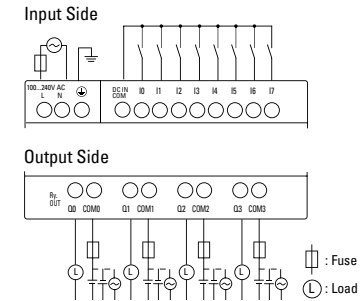 Input Side
100...240V AC
L N
DC IN
COM I0 I1 I2 I3 I4 I5 I6 I7
Output Side
Ry.
OUT
Q0 COM0 Q1 COM1 Q2 COM2 Q3 COM3
L L L L
: Fuse
L : Load